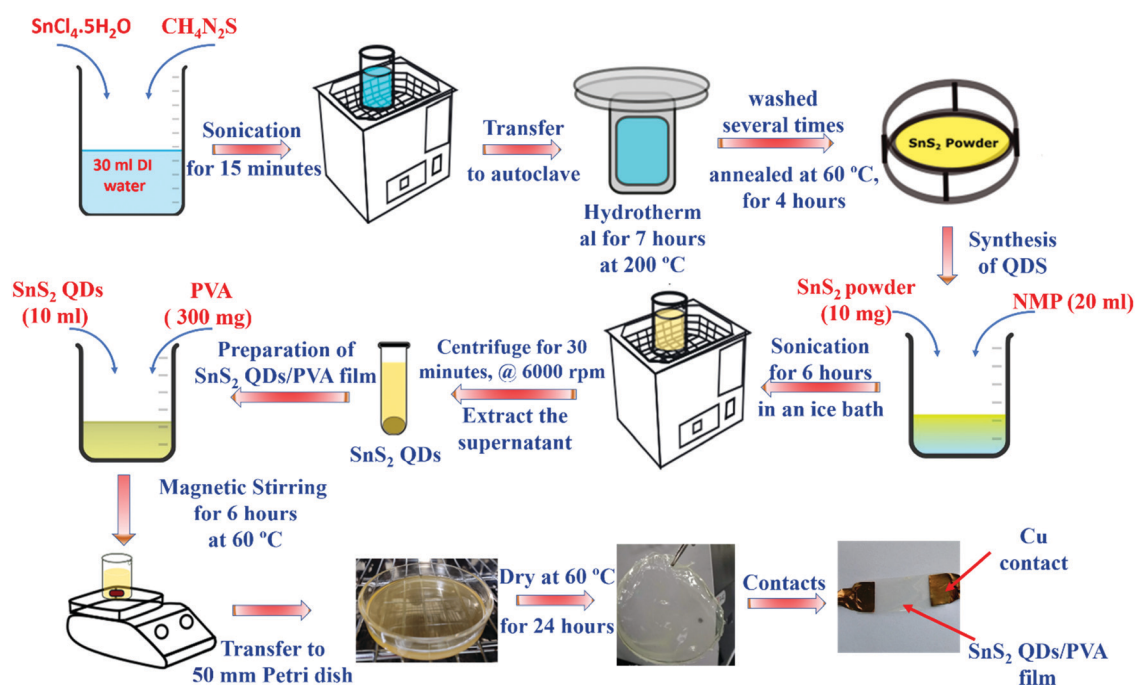 SnCl₄.5H₂O
CH₄N₂S
30 ml DI
water
Sonication
for 15 minutes
Transfer
to autoclave
Hydrotherm
al for 7 hours
at 200 ºC
washed
several times
annealed at 60 ºC,
for 4 hours
SnS₂ Powder
Synthesis
of QDS
SnS₂ powder
(10 mg)
NMP (20 ml)
Sonication
for 6 hours
in an ice bath
Centrifuge for 30
minutes, @ 6000 rpm
Extract the
supernatant
SnS₂ QDs
Preparation of
SnS₂ QDs/PVA film
SnS₂ QDs
(10 ml)
PVA
( 300 mg)
Magnetic Stirring
for 6 hours
at 60 ºC
Transfer to
50 mm Petri dish
Dry at 60 ºC
for 24 hours
Contacts
Cu
contact
SnS₂ QDs/PVA
film